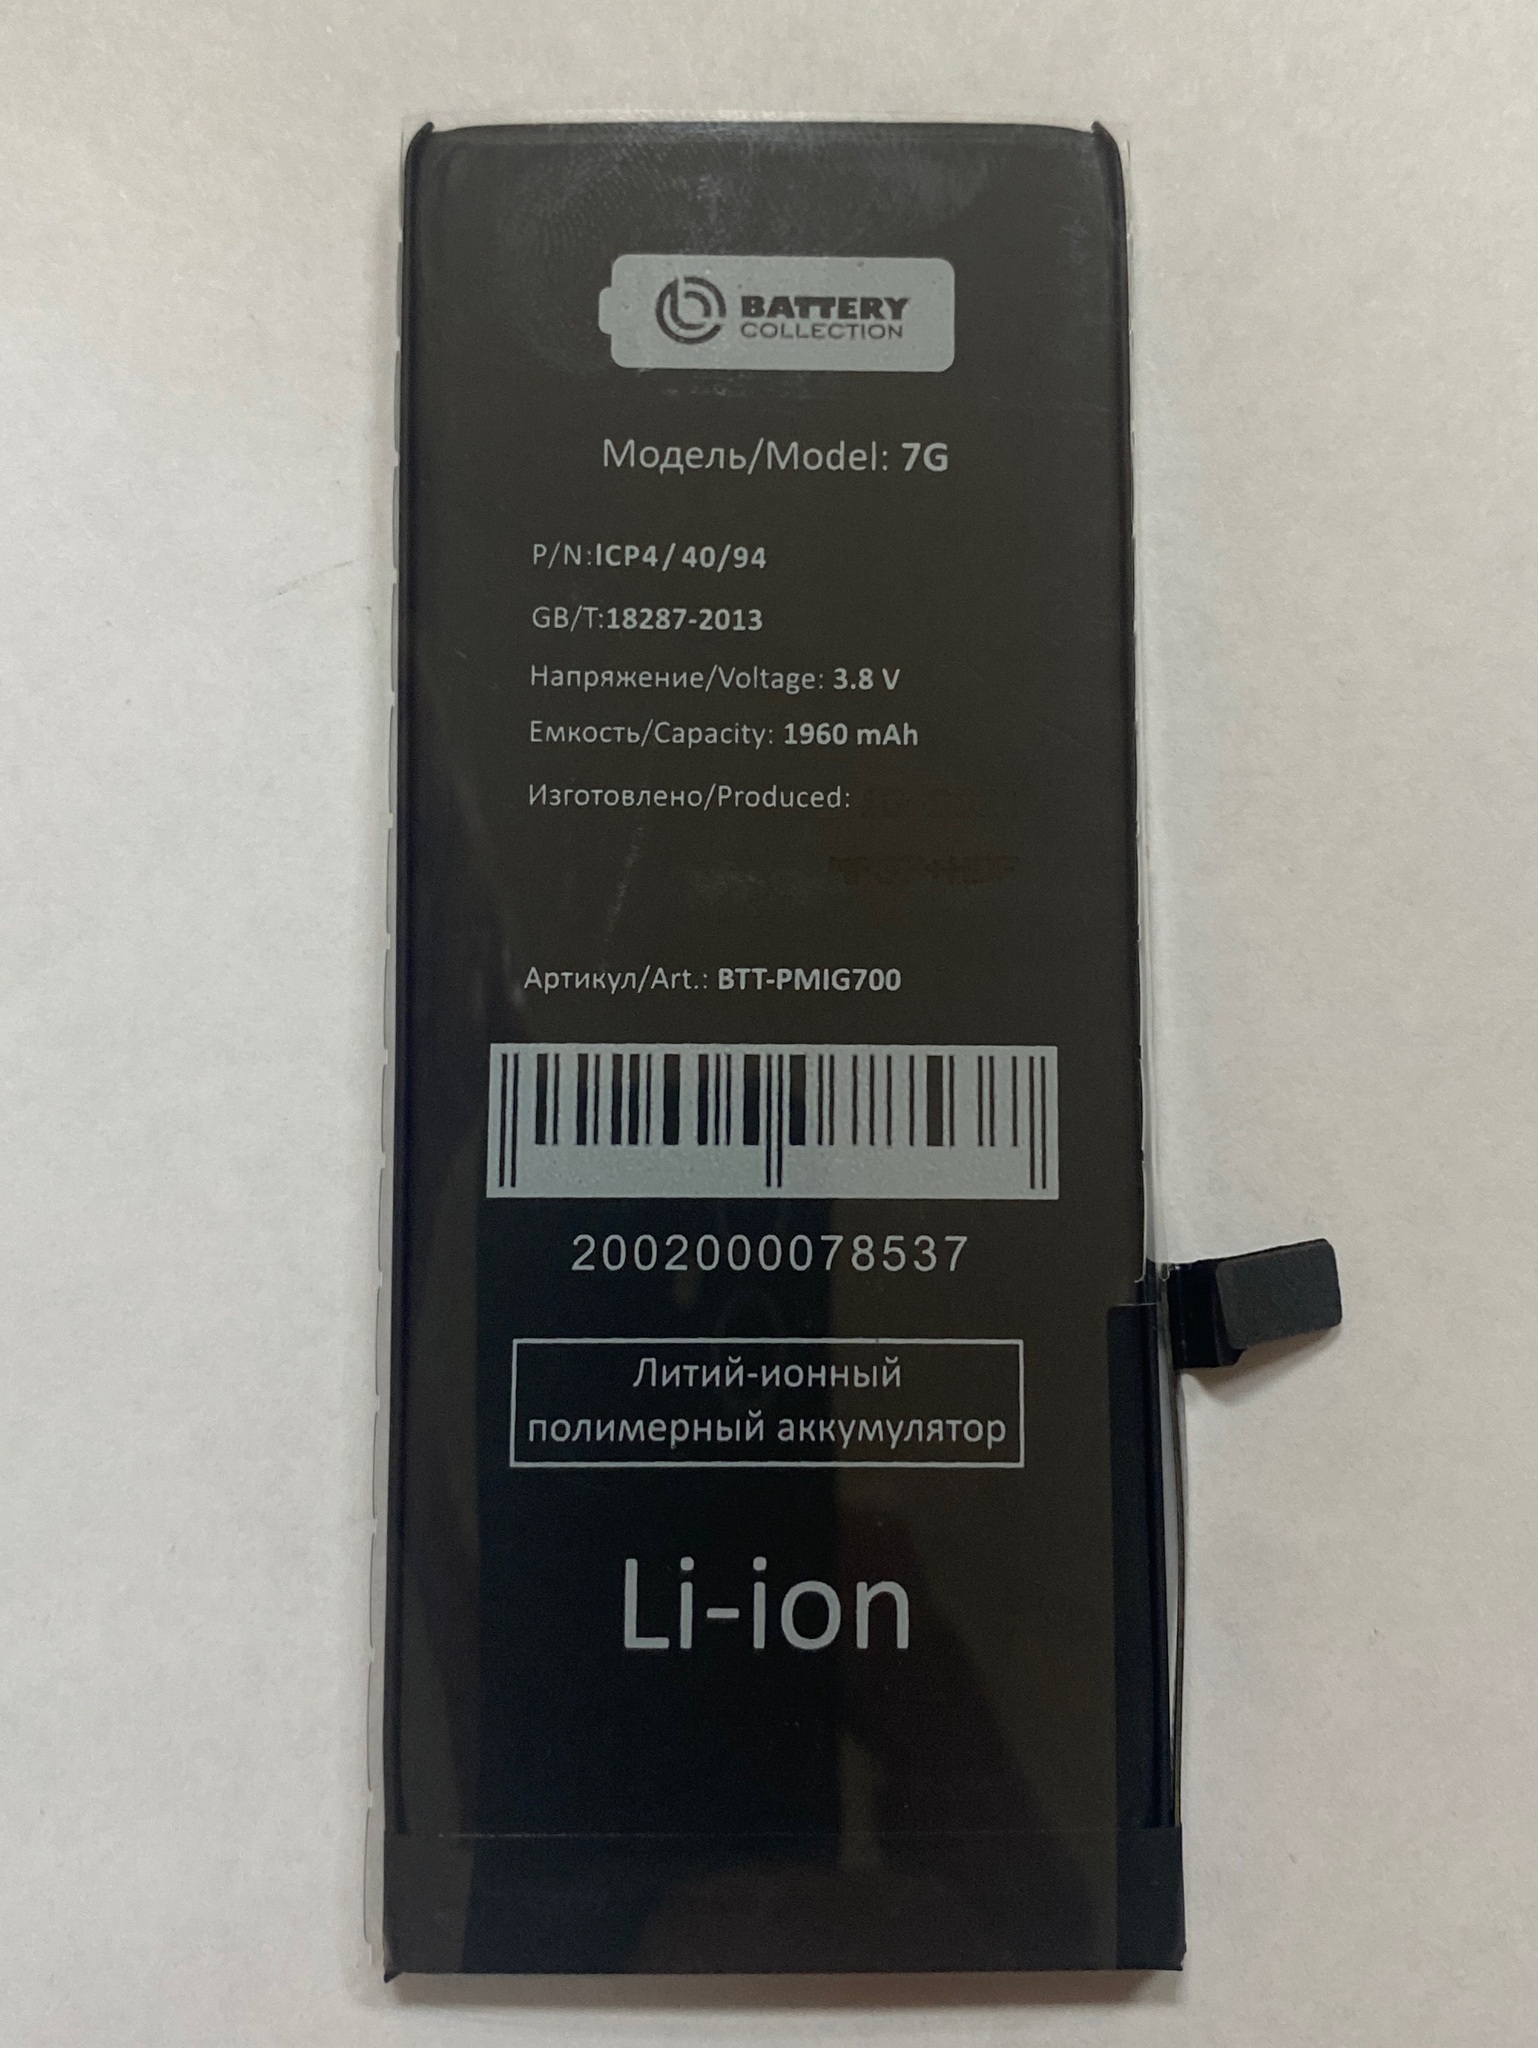 BATTERY
COLLECTION
Модель/Model: 7G
P/N:ICP4/40/94
GB/T:18287-2013
Напряжение/Voltage: 3.8 V
Емкость/Capacity: 1960 mAh
Изготовлено/Produced:
Артикул/Art.: BTT-PMIG700
2002000078537
Литий-ионный
полимерный аккумулятор
Li-ion